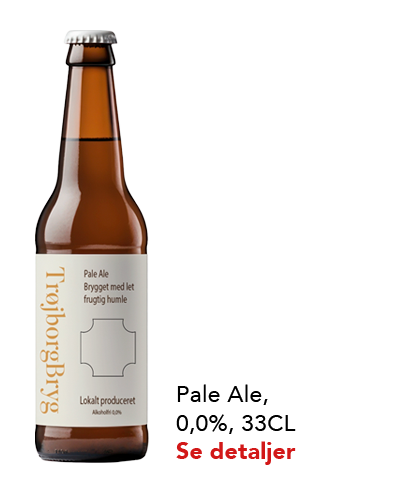 TrøjborgBryg
Pale Ale
Brygget med let
frugtig humle
Lokalt produceret
Alkoholfri 0,0%
Pale Ale,
0,0%, 33CL
Se detaljer